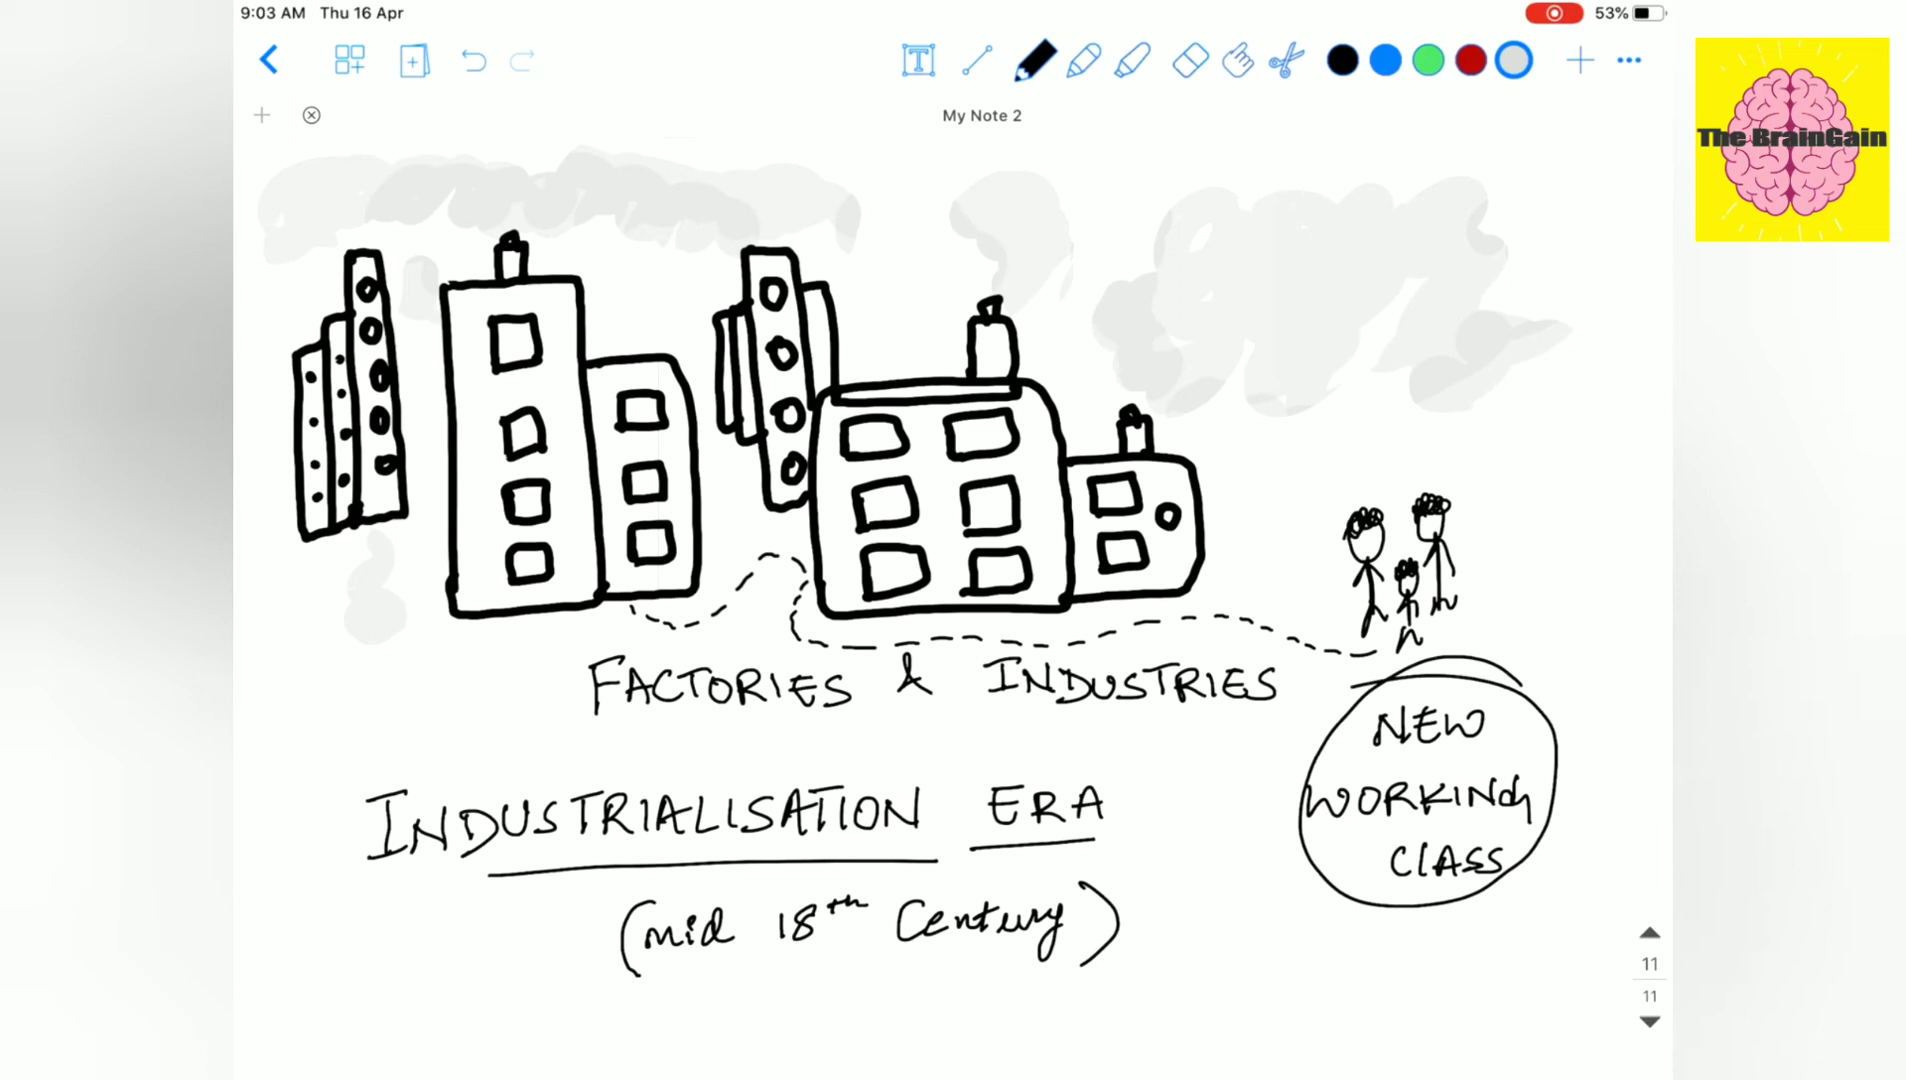 9:03 AM Thu 16 Apr
53%
T
My Note 2
The BrainGain
FACTORIES & INDUSTRIES
NEW
WORKING
CLASS
INDUSTRIALISATION ERA
(mid 18th Century)
11
11